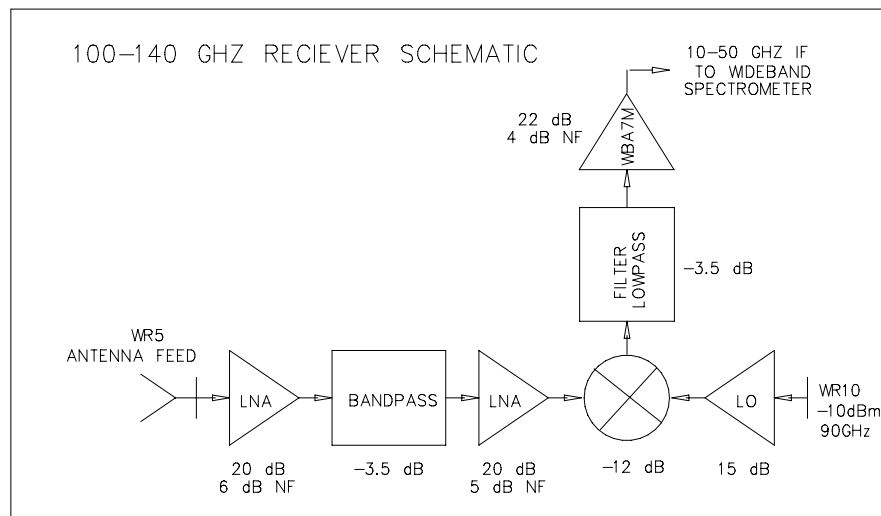 100-140 GHZ RECIEVER SCHEMATIC
10-50 GHZ IF
TO WIDEBAND
SPECTROMETER
22 dB
4 dB NF
WBA7M
FILTER
LOWPASS
-3.5 dB
WR5
ANTENNA FEED
LNA
BANDPASS
LNA
LO
WR10
-10dBm
90GHz
20 dB
6 dB NF
-3.5 dB
20 dB
5 dB NF
-12 dB
15 dB